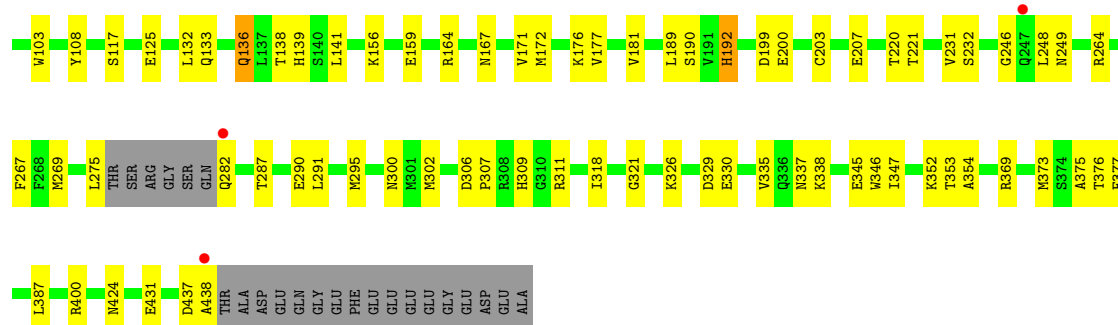 W103 Y108 S117 E125 L132 Q133 Q136 L137 T138 H139 S140 L141 K156 E159 R164 N167 V171 M172 K176 V177 V181 L189 S190 V191 H192 D199 E200 C203 E207 T220 T221 V231 S232 G246 Q247 L248 N249 R264
F267 F268 M269 L275 THR SER ARG GLY SER GLN Q282 T287 E290 L291 M295 N300 M301 M302 D306 P307 R308 H309 G310 R311 I318 G321 K326 D329 E330 V335 Q336 N337 K338 E345 W346 I347 K352 T353 A354 R369 M373 S374 A375 T376
L387 R400 N424 E431 D437 A438 THR ALA ASP GLU GLN GLY GLU PHE GLU GLU GLU GLU GLY GLU ASP GLU ALA